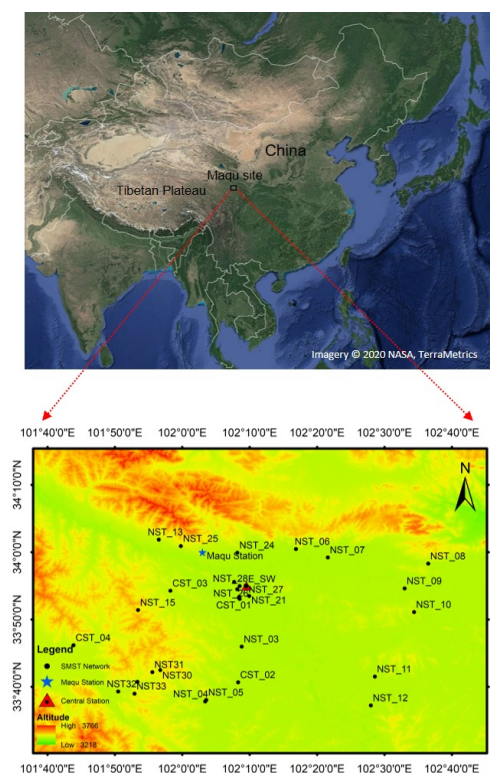 China
Maqu site
Tibetan Plateau
Imagery © 2020 NASA, TerraMetrics
101°40'0"E 101°50'0"E 102°0'0"E 102°10'0"E 102°20'0"E 102°30'0"E 102°40'0"E
N
34°10'0"N
NST_13
NST_25
NST_24
NST_06
34°0'0"N
Maqu Station
NST_07
NST_08
NST_28E_SW
CST_03
NST_27
NST_09
CST_01
NST_21
NST_15
NST_10
33°50'0"N
CST_04
NST_03
Legend
SMST Network
Maqu Station
Central Station
Altitude
High : 3766
Low : 3218
NST31
NST30
CST_02
NST_11
33°40'0"N
NST32
NST33
NST_04
NST_05
NST_12
101°40'0"E 101°50'0"E 102°0'0"E 102°10'0"E 102°20'0"E 102°30'0"E 102°40'0"E